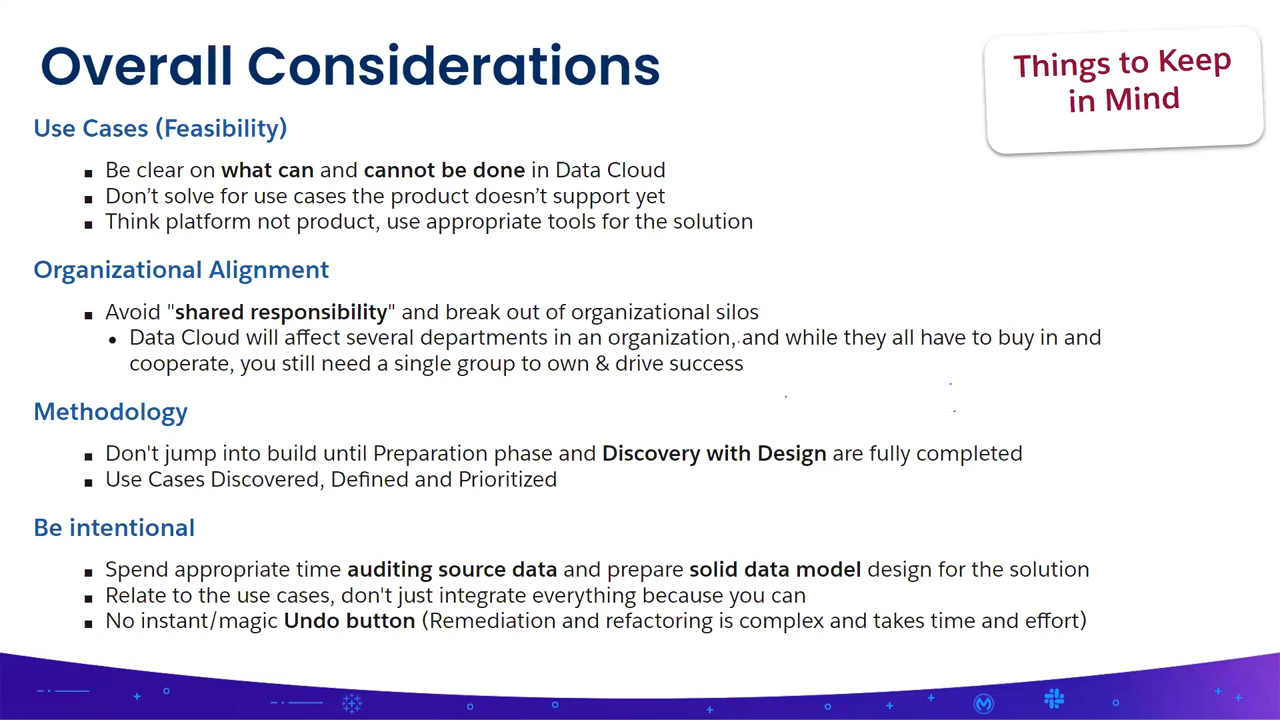 Overall Considerations
Things to Keep
in Mind
Use Cases (Feasibility)
▪ Be clear on what can and cannot be done in Data Cloud
▪ Don’t solve for use cases the product doesn’t support yet
▪ Think platform not product, use appropriate tools for the solution
Organizational Alignment
▪ Avoid "shared responsibility" and break out of organizational silos
• Data Cloud will affect several departments in an organization, and while they all have to buy in and
cooperate, you still need a single group to own & drive success
Methodology
▪ Don't jump into build until Preparation phase and Discovery with Design are fully completed
▪ Use Cases Discovered, Defined and Prioritized
Be intentional
▪ Spend appropriate time auditing source data and prepare solid data model design for the solution
▪ Relate to the use cases, don't just integrate everything because you can
▪ No instant/magic Undo button (Remediation and refactoring is complex and takes time and effort)